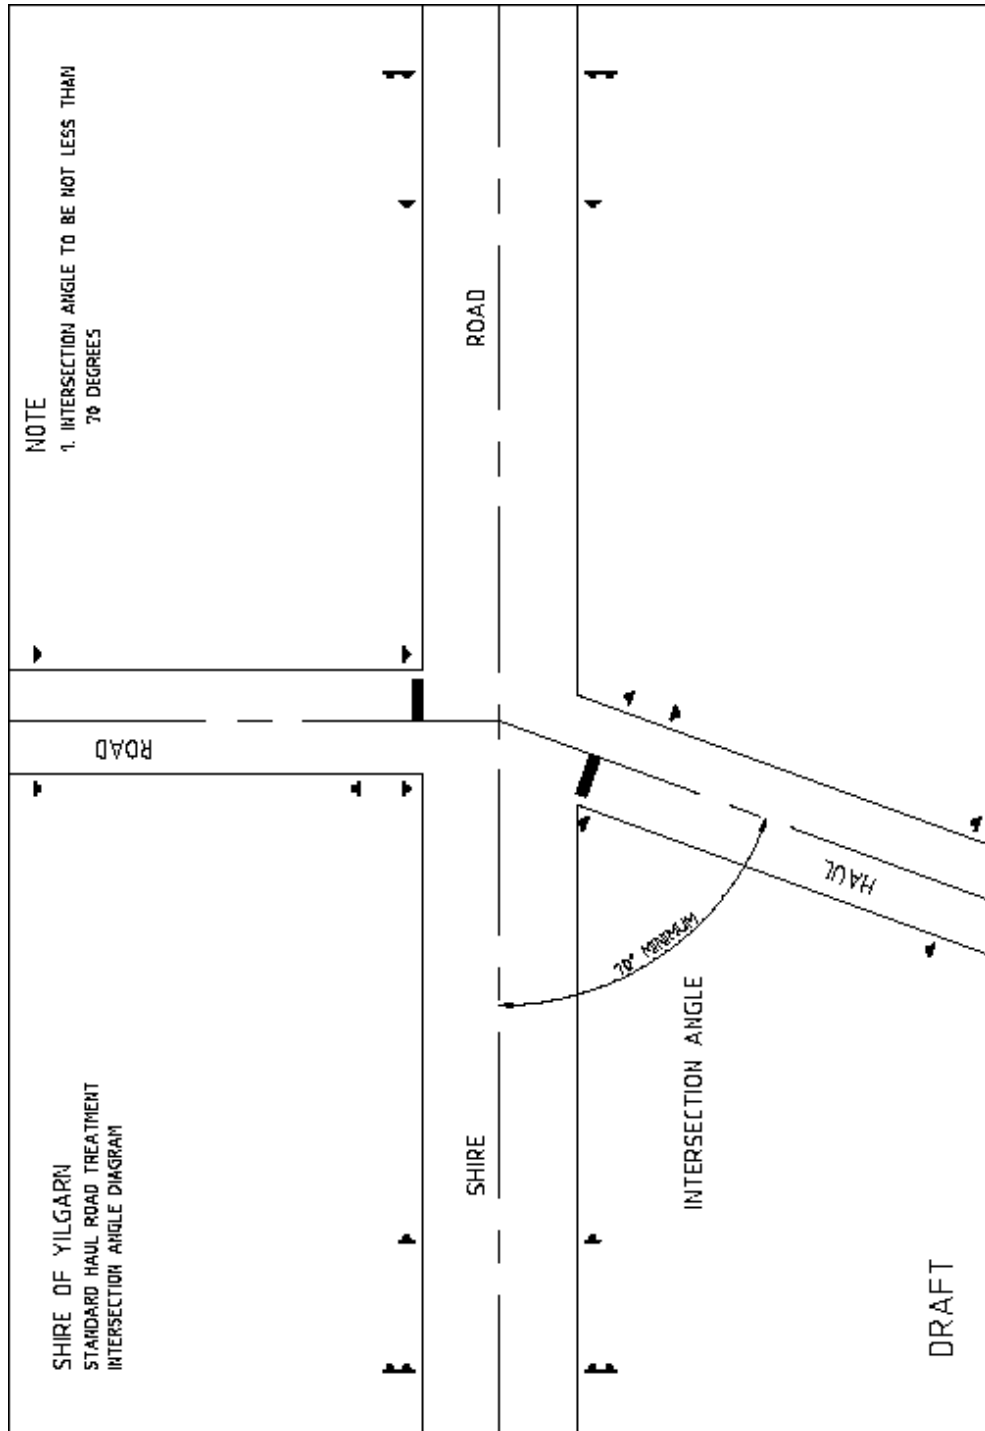 SHIRE OF YILGARN
STANDARD HAUL ROAD TREATMENT
INTERSECTION ANGLE DIAGRAM
NOTE
1. INTERSECTION ANGLE TO BE NOT LESS THAN
70 DEGREES
ROAD
SHIRE
ROAD
HAUL
70° MINIMUM
INTERSECTION ANGLE
DRAFT